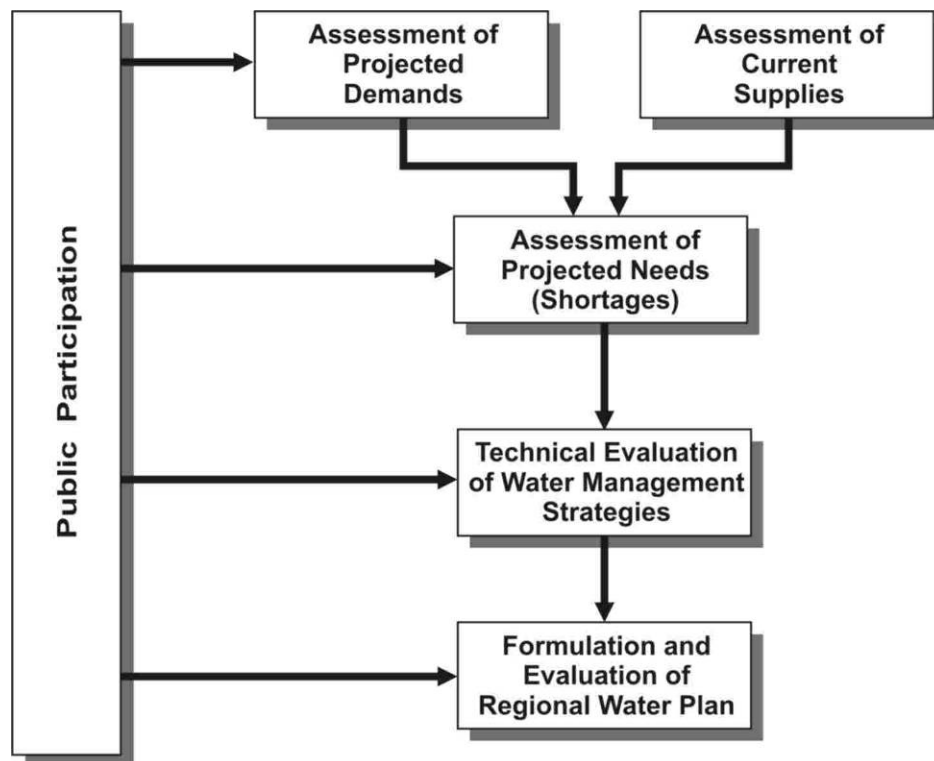 Public Participation
Assessment of
Projected
Demands
Assessment of
Current
Supplies
Assessment of
Projected Needs
(Shortages)
Technical Evaluation
of Water Management
Strategies
Formulation and
Evaluation of
Regional Water Plan